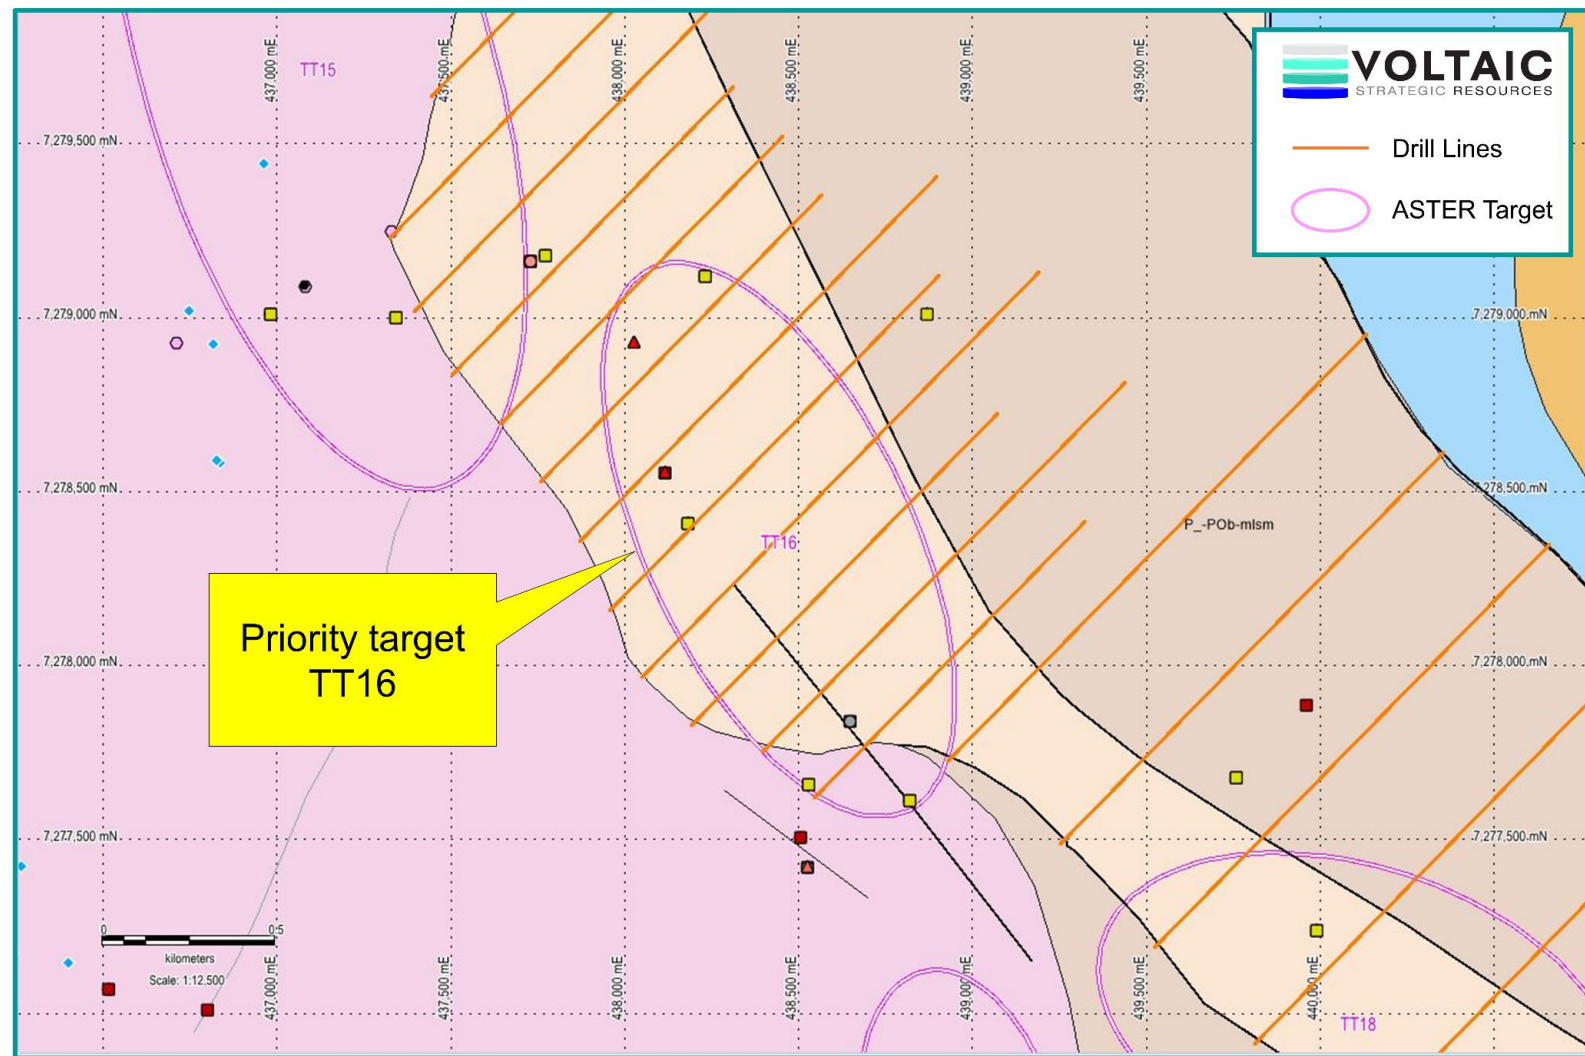 TT15
437,000 mE
437,500 mE
438,000 mE
438,500 mE
439,000 mE
439,500 mE
VOLTAIC
STRATEGIC RESOURCES
Drill Lines
ASTER Target
7,279,500 mN
7,279,000 mN
7,279,000 mN
7,278,500 mN
7,278,500 mN
P_-POb-mlsm
TT16
Priority target
TT16
7,278,000 mN
7,278,000 mN
7,277,500 mN
7,277,500 mN
0
0.5
kilometers
Scale: 1:12,500
437,000 mE
437,500 mE
438,000 mE
438,500 mE
439,000 mE
439,500 mE
440,000 mE
TT18